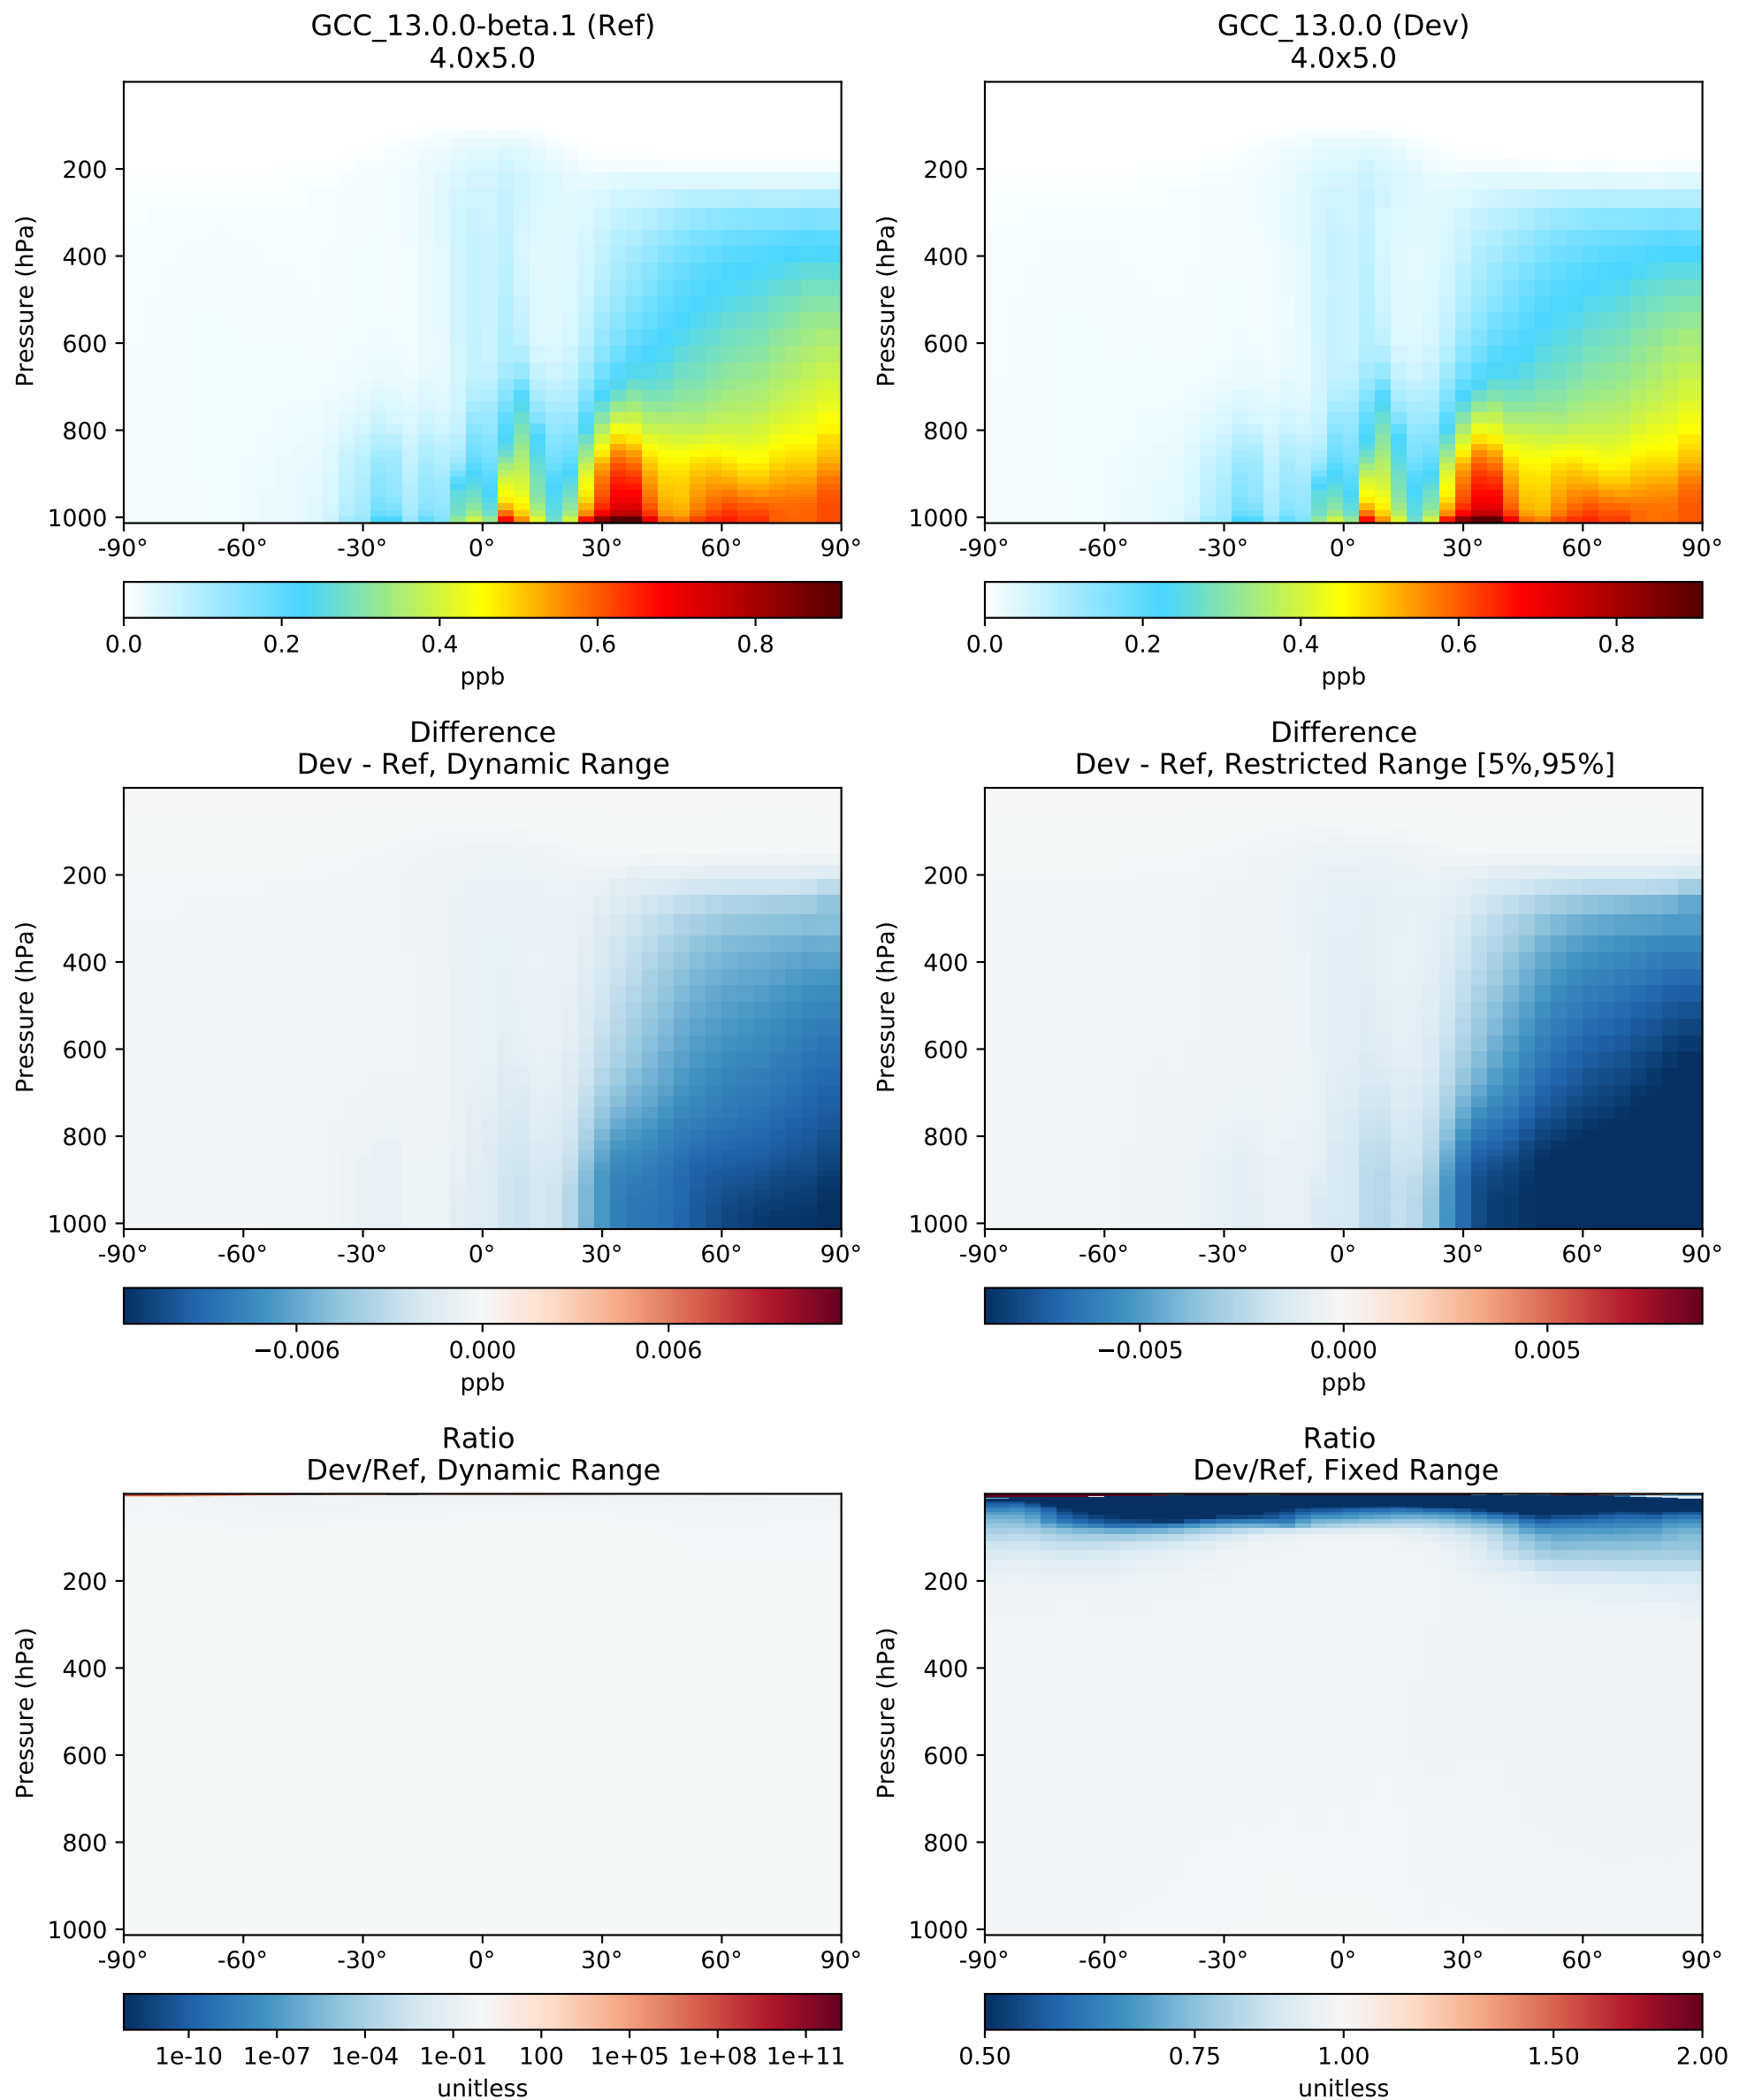 GCC_13.0.0-beta.1 (Ref)
4.0x5.0
Pressure (hPa)
200
400
600
800
1000
-90° -60° -30° 0° 30° 60° 90°
0.0 0.2 0.4 0.6 0.8
ppb
GCC_13.0.0 (Dev)
4.0x5.0
Pressure (hPa)
200
400
600
800
1000
-90° -60° -30° 0° 30° 60° 90°
0.0 0.2 0.4 0.6 0.8
ppb
Difference
Dev - Ref, Dynamic Range
Pressure (hPa)
200
400
600
800
1000
-90° -60° -30° 0° 30° 60° 90°
−0.006 0.000 0.006
ppb
Difference
Dev - Ref, Restricted Range [5%,95%]
Pressure (hPa)
200
400
600
800
1000
-90° -60° -30° 0° 30° 60° 90°
−0.005 0.000 0.005
ppb
Ratio
Dev/Ref, Dynamic Range
Pressure (hPa)
200
400
600
800
1000
-90° -60° -30° 0° 30° 60° 90°
1e-10 1e-07 1e-04 1e-01 100 1e+05 1e+08 1e+11
unitless
Ratio
Dev/Ref, Fixed Range
Pressure (hPa)
200
400
600
800
1000
-90° -60° -30° 0° 30° 60° 90°
0.50 0.75 1.00 1.50 2.00
unitless